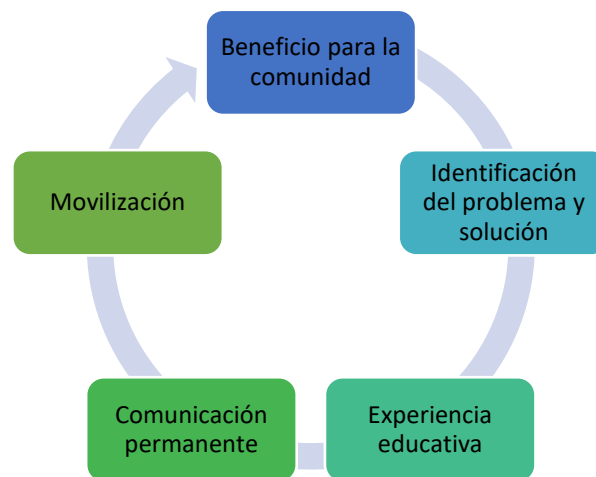 Beneficio para la
comunidad
Identificación
del problema y
solución
Experiencia
educativa
Comunicación
permanente
Movilización